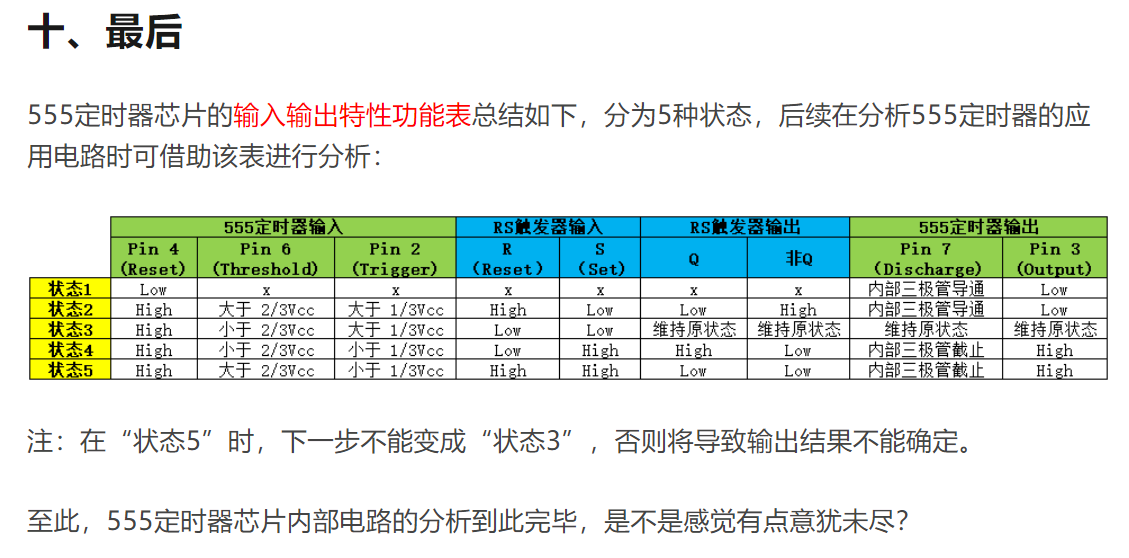 十、最后
555定时器芯片的输入输出特性功能表总结如下，分为5种状态，后续在分析555定时器的应
用电路时可借助该表进行分析：
555定时器输入 RS触发器输入 RS触发器输出 555定时器输出
Pin 4 (Reset) Pin 6 (Threshold) Pin 2 (Trigger) R (Reset) S (Set) Q 非Q Pin 7 (Discharge) Pin 3 (Output)
状态1 Low x x x x x x 内部三极管导通 Low
状态2 High 大于 2/3Vcc 大于 1/3Vcc High Low Low High 内部三极管导通 Low
状态3 High 小于 2/3Vcc 大于 1/3Vcc Low Low 维持原状态 维持原状态 维持原状态 维持原状态
状态4 High 小于 2/3Vcc 小于 1/3Vcc Low High High Low 内部三极管截止 High
状态5 High 大于 2/3Vcc 小于 1/3Vcc High High Low Low 内部三极管截止 High
注：在“状态5”时，下一步不能变成“状态3”，否则将导致输出结果不能确定。
至此，555定时器芯片内部电路的分析到此完毕，是不是感觉有点意犹未尽？